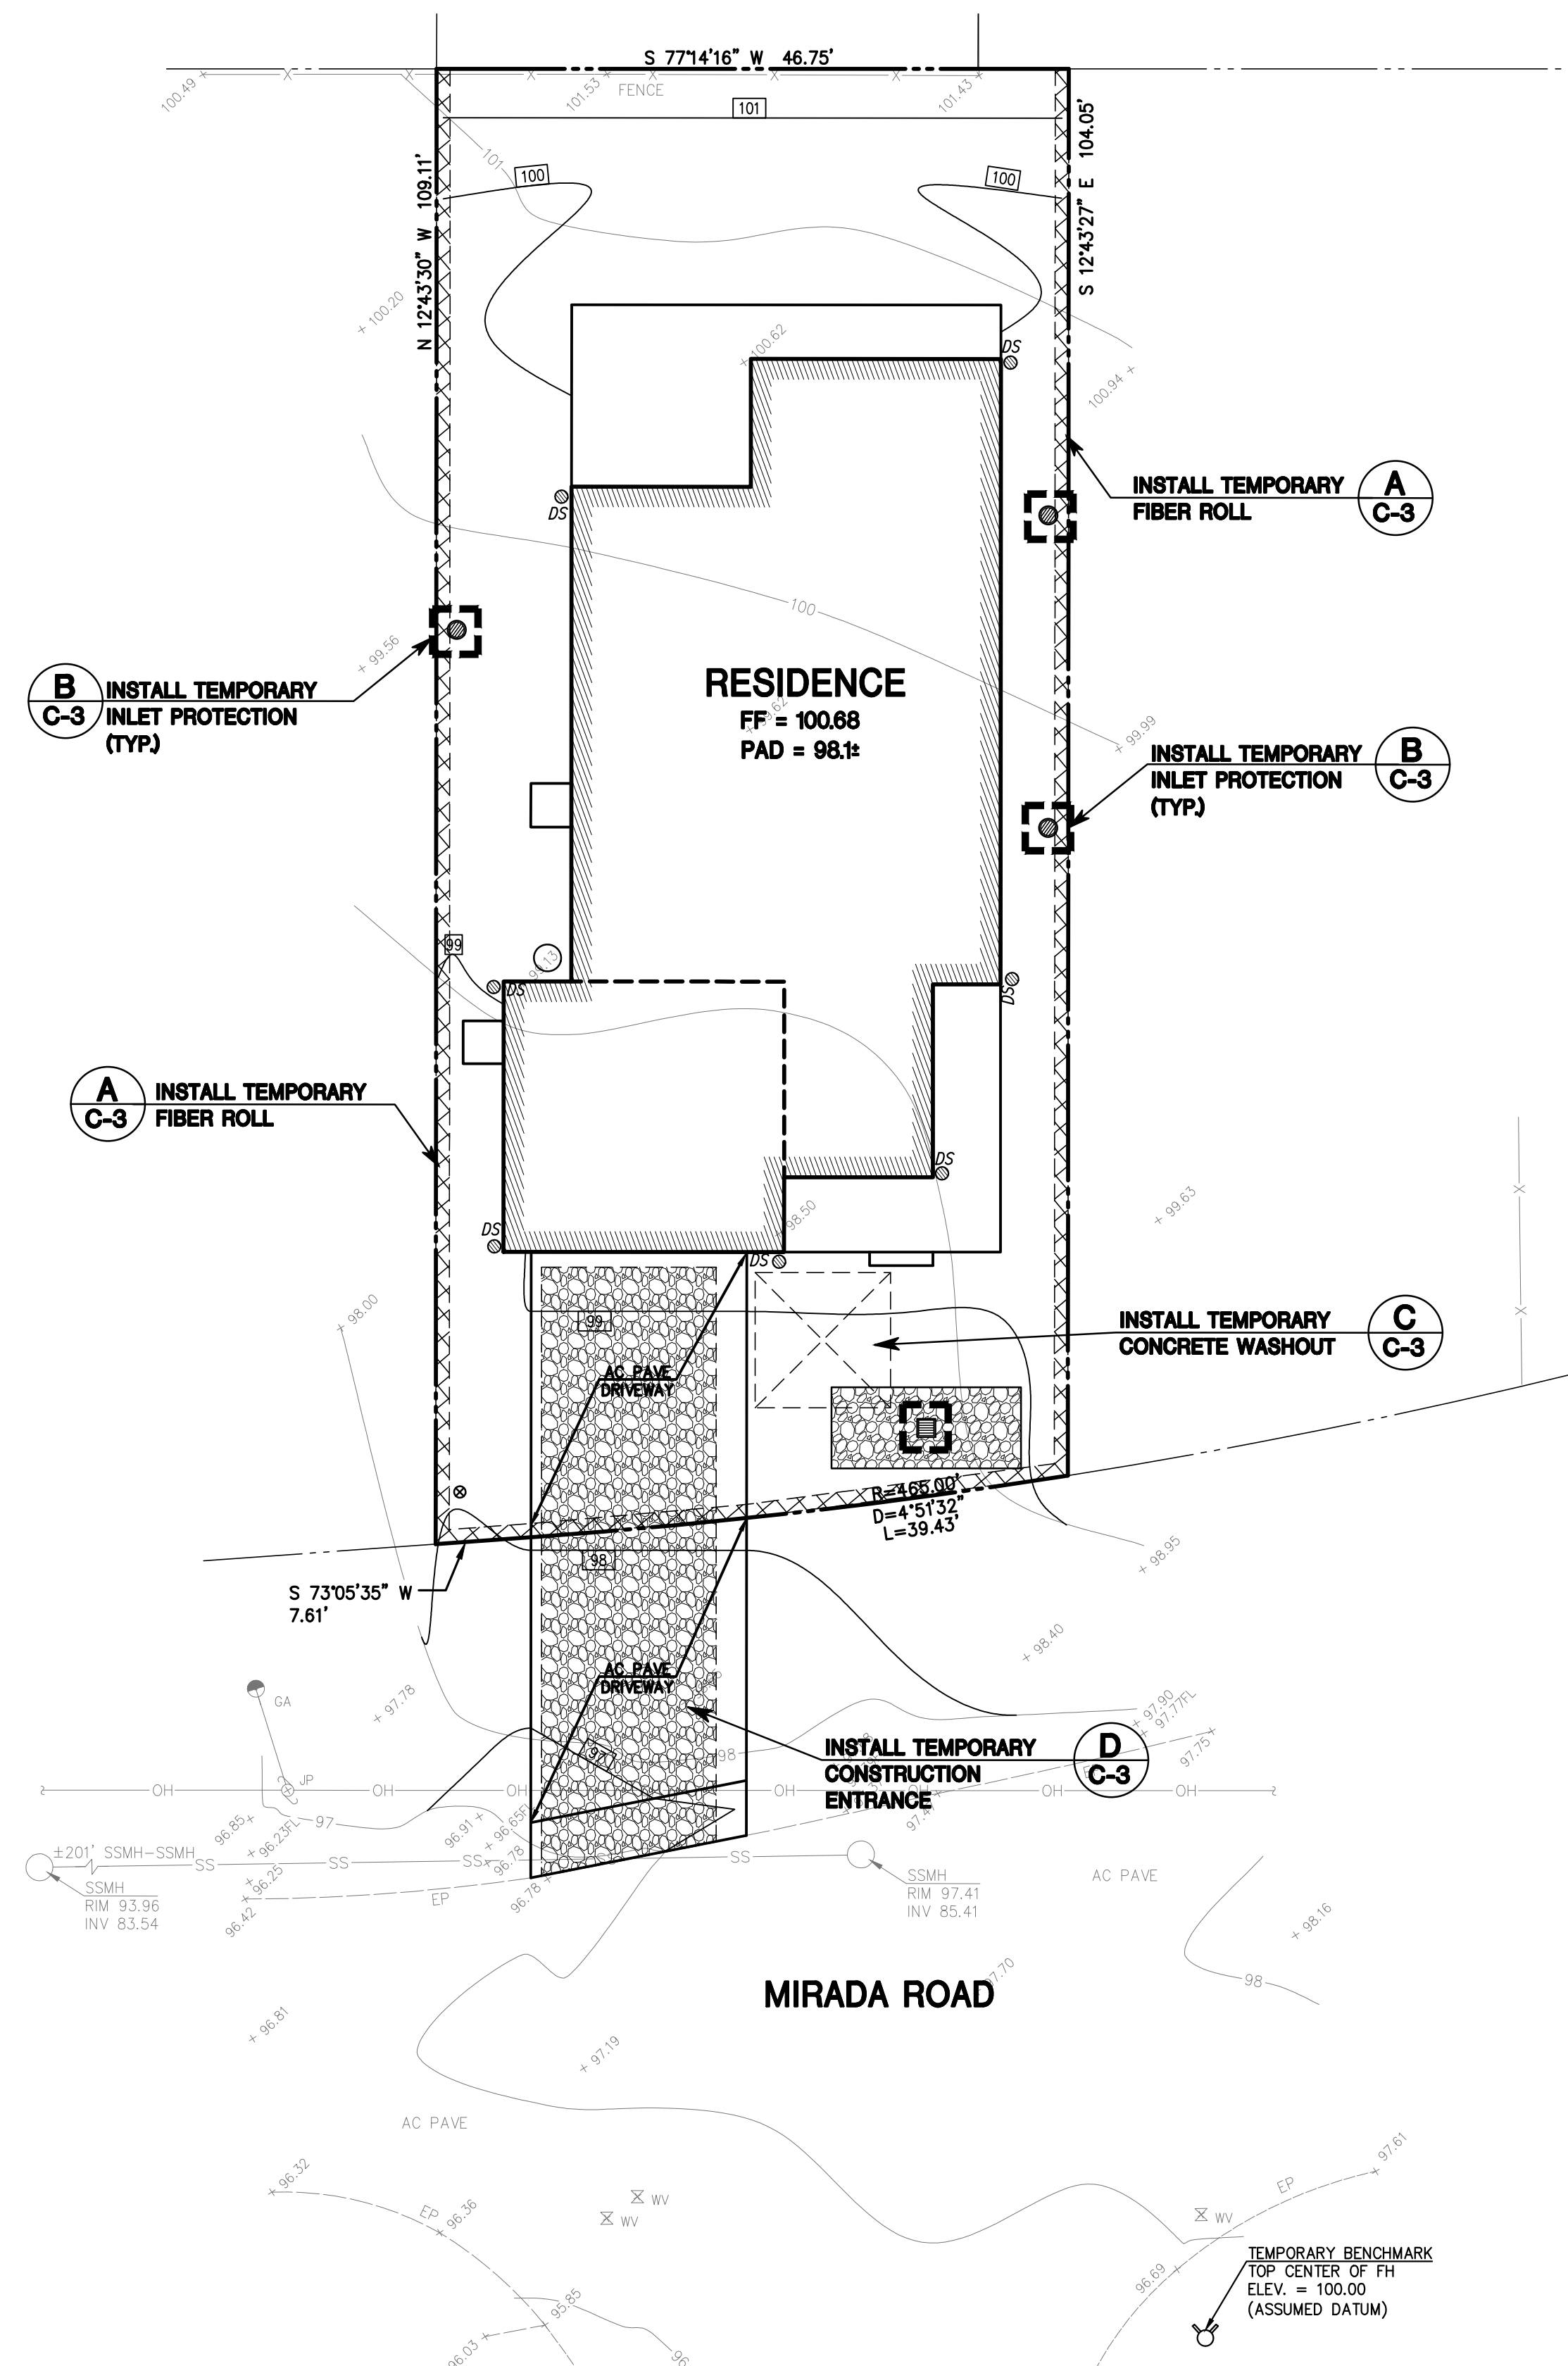 S 77°14'16" W 46.75'
100.49
101.53
FENCE
101.43
101
101
100
100
N 12°43'30" W 109.11'
S 12°43'27" E 104.05'
100.20
100.62
DS
100.94
INSTALL TEMPORARY
FIBER ROLL
A
C-3
DS
100
99.56
B
C-3
INSTALL TEMPORARY
INLET PROTECTION
(TYP.)
RESIDENCE
99.62
FF = 100.68
PAD = 98.1±
99.99
INSTALL TEMPORARY
INLET PROTECTION
(TYP.)
B
C-3
99
99.13
DS
DS
A
C-3
INSTALL TEMPORARY
FIBER ROLL
DS
99.63
98.50
DS
DS
98.00
99
INSTALL TEMPORARY
CONCRETE WASHOUT
C
C-3
AC PAVE
DRIVEWAY
R=465.00'
D=4°51'32"
L=39.43'
98.95
98
S 73°05'35" W
7.61'
98.40
AC PAVE
DRIVEWAY
GA
97.78
97.90
97.77FL
97.75
97
98
INSTALL TEMPORARY
CONSTRUCTION
ENTRANCE
D
C-3
JP
OH OH OH OH OH OH OH
96.85
96.23FL
97
96.91
96.65FL
96.78
±201' SSMH-SSMH
SS SS SS SS
SSMH
RIM 93.96
INV 83.54
96.25
96.42
EP
96.78
SSMH
RIM 97.41
INV 85.41
AC PAVE
98.16
98
97.70
MIRADA ROAD
96.81
97.19
AC PAVE
97.61
96.32
EP
96.36
WV
WV
WV
EP
96.69
TEMPORARY BENCHMARK
TOP CENTER OF FH
ELEV. = 100.00
(ASSUMED DATUM)
95.85
96.03
96